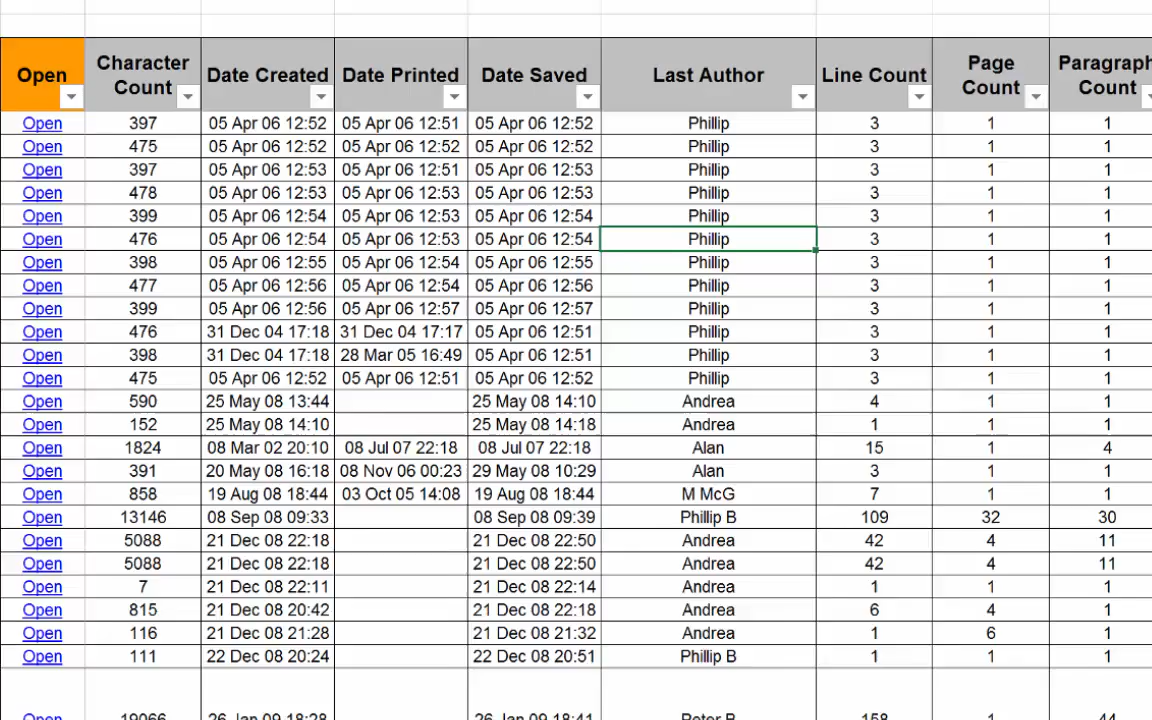 Open Character Count Date Created Date Printed Date Saved Last Author Line Count Page Count Paragraph Count
Open 397 05 Apr 06 12:52 05 Apr 06 12:51 05 Apr 06 12:52 Phillip 3 1 1
Open 475 05 Apr 06 12:52 05 Apr 06 12:52 05 Apr 06 12:52 Phillip 3 1 1
Open 397 05 Apr 06 12:53 05 Apr 06 12:51 05 Apr 06 12:53 Phillip 3 1 1
Open 478 05 Apr 06 12:53 05 Apr 06 12:53 05 Apr 06 12:53 Phillip 3 1 1
Open 399 05 Apr 06 12:54 05 Apr 06 12:53 05 Apr 06 12:54 Phillip 3 1 1
Open 476 05 Apr 06 12:54 05 Apr 06 12:53 05 Apr 06 12:54 Phillip 3 1 1
Open 398 05 Apr 06 12:55 05 Apr 06 12:54 05 Apr 06 12:55 Phillip 3 1 1
Open 477 05 Apr 06 12:56 05 Apr 06 12:54 05 Apr 06 12:56 Phillip 3 1 1
Open 399 05 Apr 06 12:56 05 Apr 06 12:57 05 Apr 06 12:57 Phillip 3 1 1
Open 476 31 Dec 04 17:18 31 Dec 04 17:17 05 Apr 06 12:51 Phillip 3 1 1
Open 398 31 Dec 04 17:18 28 Mar 05 16:49 05 Apr 06 12:51 Phillip 3 1 1
Open 475 05 Apr 06 12:52 05 Apr 06 12:51 05 Apr 06 12:52 Phillip 3 1 1
Open 590 25 May 08 13:44 25 May 08 14:10 Andrea 4 1 1
Open 152 25 May 08 14:10 25 May 08 14:18 Andrea 1 1 1
Open 1824 08 Mar 02 20:10 08 Jul 07 22:18 08 Jul 07 22:18 Alan 15 1 4
Open 391 20 May 08 16:18 08 Nov 06 00:23 29 May 08 10:29 Alan 3 1 1
Open 858 19 Aug 08 18:44 03 Oct 05 14:08 19 Aug 08 18:44 M McG 7 1 1
Open 13146 08 Sep 08 09:33 08 Sep 08 09:39 Phillip B 109 32 30
Open 5088 21 Dec 08 22:18 21 Dec 08 22:50 Andrea 42 4 11
Open 5088 21 Dec 08 22:18 21 Dec 08 22:50 Andrea 42 4 11
Open 7 21 Dec 08 22:11 21 Dec 08 22:14 Andrea 1 1 1
Open 815 21 Dec 08 20:42 21 Dec 08 22:18 Andrea 6 4 1
Open 116 21 Dec 08 21:28 21 Dec 08 21:32 Andrea 1 6 1
Open 111 22 Dec 08 20:24 22 Dec 08 20:51 Phillip B 1 1 1
Open 19066 26 Jan 09 18:28 26 Jan 09 18:41 Peter B 158 1 44